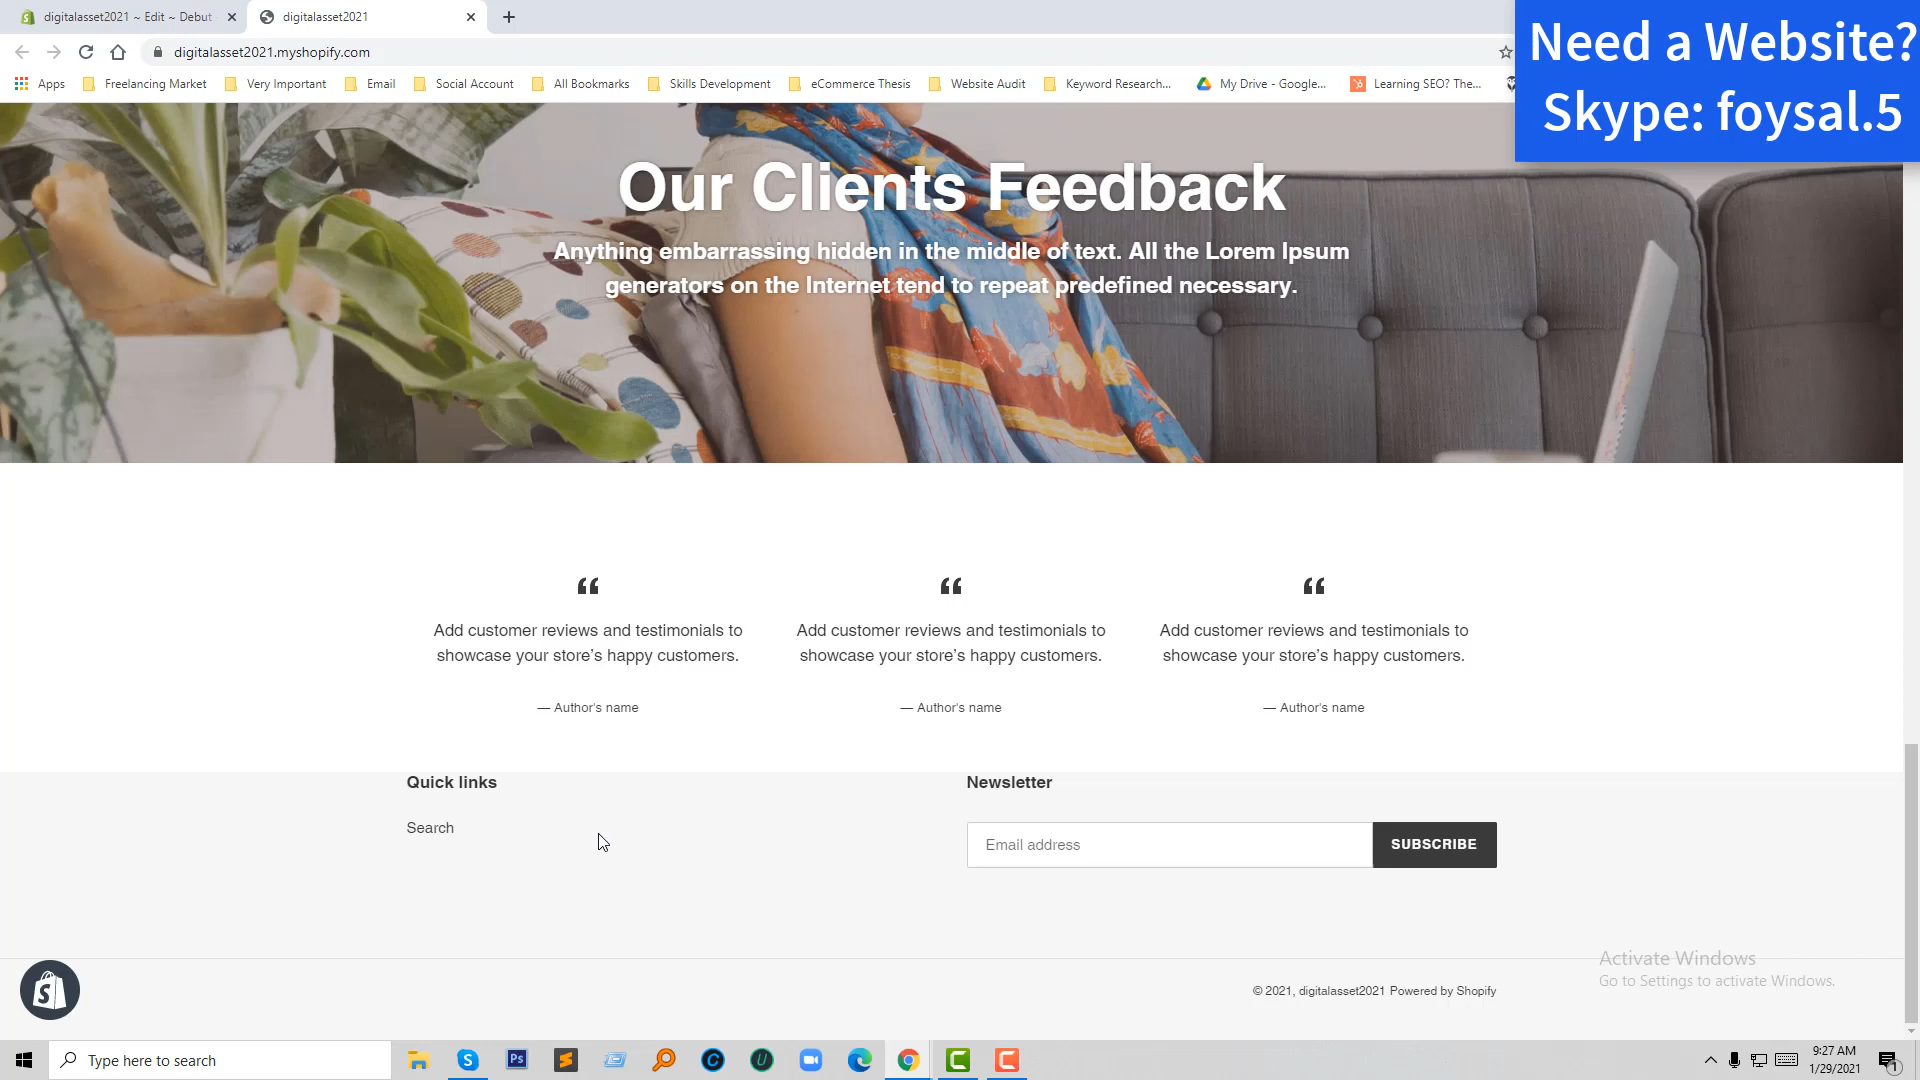 digitalasset2021 ~ Edit ~ Debut
digitalasset2021
Need a Website?
Skype: foysal.5
digitalasset2021.myshopify.com
Apps
Freelancing Market
Very Important
Email
Social Account
All Bookmarks
Skills Development
eCommerce Thesis
Website Audit
Keyword Research...
My Drive - Google...
Learning SEO? The...
Our Clients Feedback
Anything embarrassing hidden in the middle of text. All the Lorem Ipsum
generators on the Internet tend to repeat predefined necessary.
Add customer reviews and testimonials to
showcase your store's happy customers.
— Author's name
Add customer reviews and testimonials to
showcase your store's happy customers.
— Author's name
Add customer reviews and testimonials to
showcase your store's happy customers.
— Author's name
Quick links
Search
Newsletter
Email address
SUBSCRIBE
Activate Windows
Go to Settings to activate Windows.
© 2021, digitalasset2021 Powered by Shopify
Type here to search
Ps
9:27 AM
1/29/2021
1